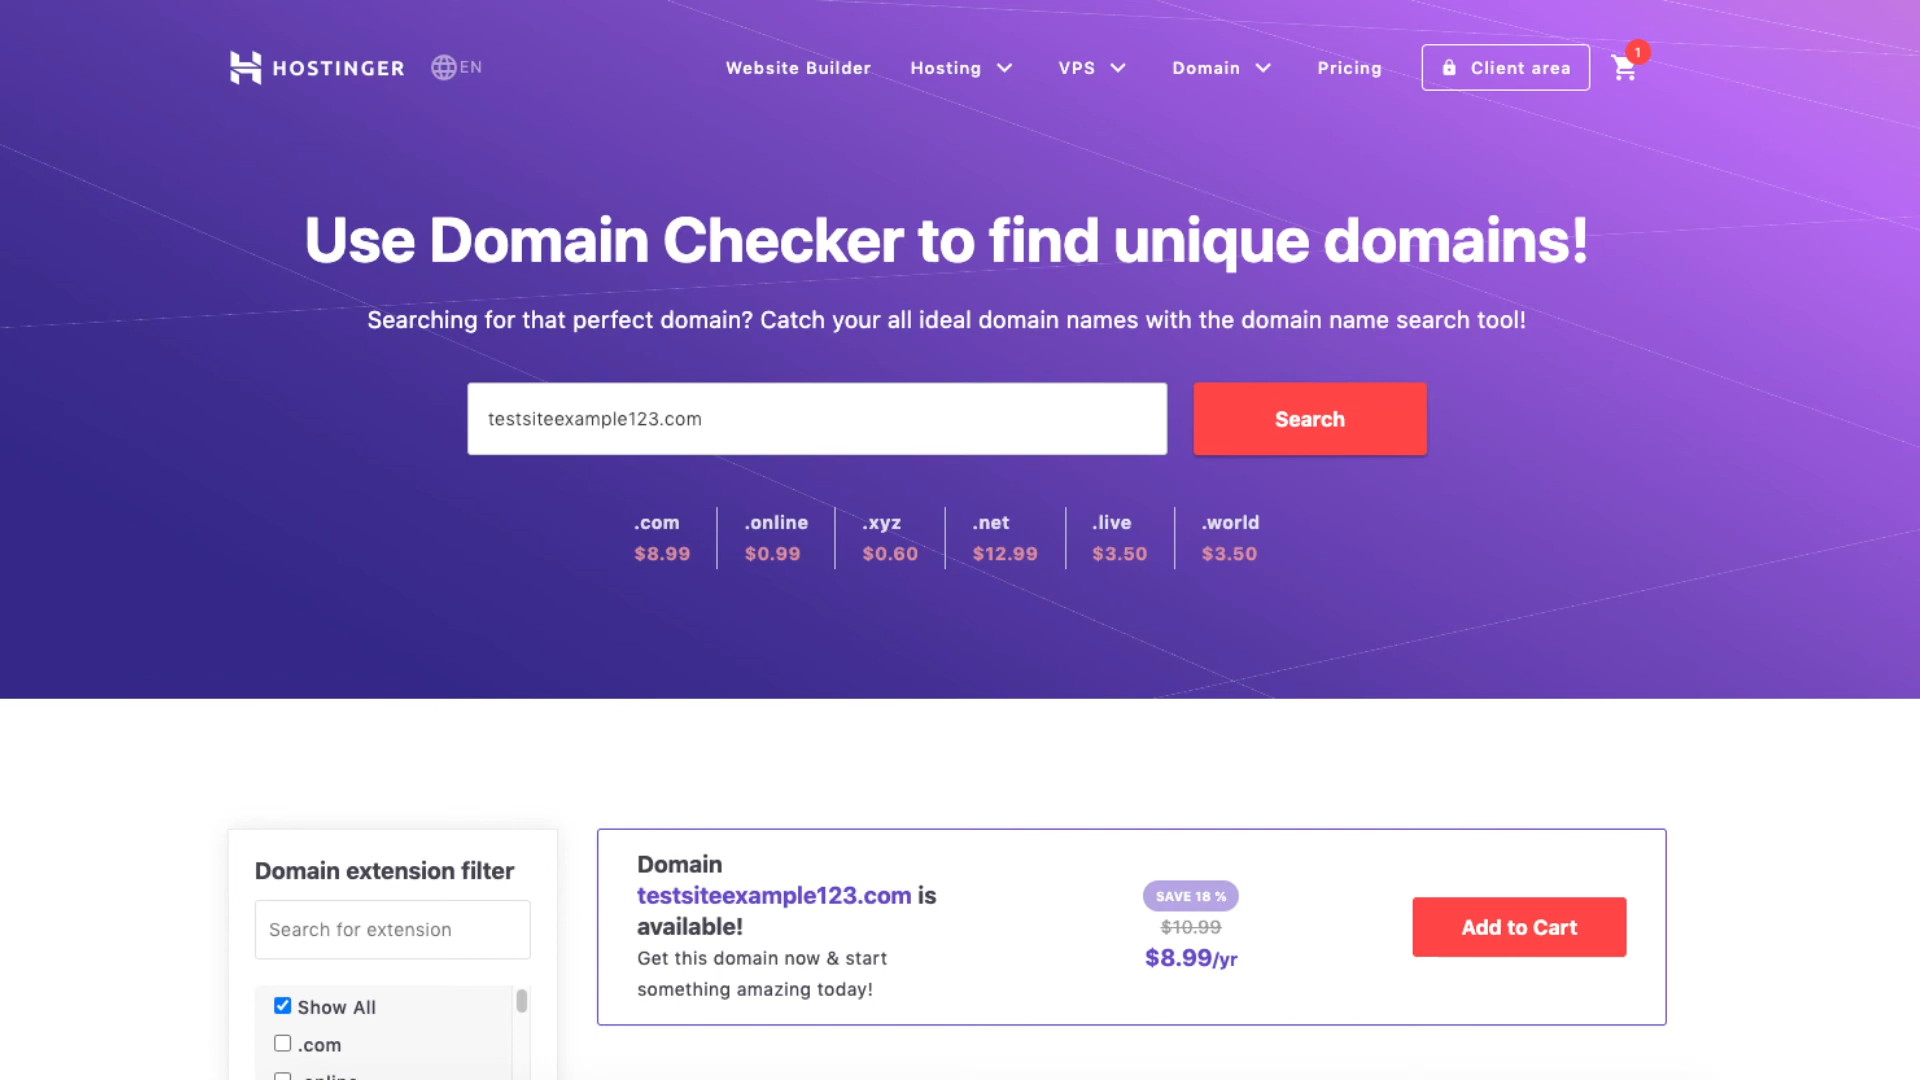 HOSTINGER EN Website Builder Hosting VPS Domain Pricing Client area 1
Use Domain Checker to find unique domains!
Searching for that perfect domain? Catch your all ideal domain names with the domain name search tool!
testsiteexample123.com Search
.com .online .xyz .net .live .world
$8.99 $0.99 $0.60 $12.99 $3.50 $3.50
Domain extension filter
Search for extension
Show All
.com
.online
Domain
testsiteexample123.com is
available!
Get this domain now & start
something amazing today!
SAVE 18 %
$10.99
$8.99/yr
Add to Cart